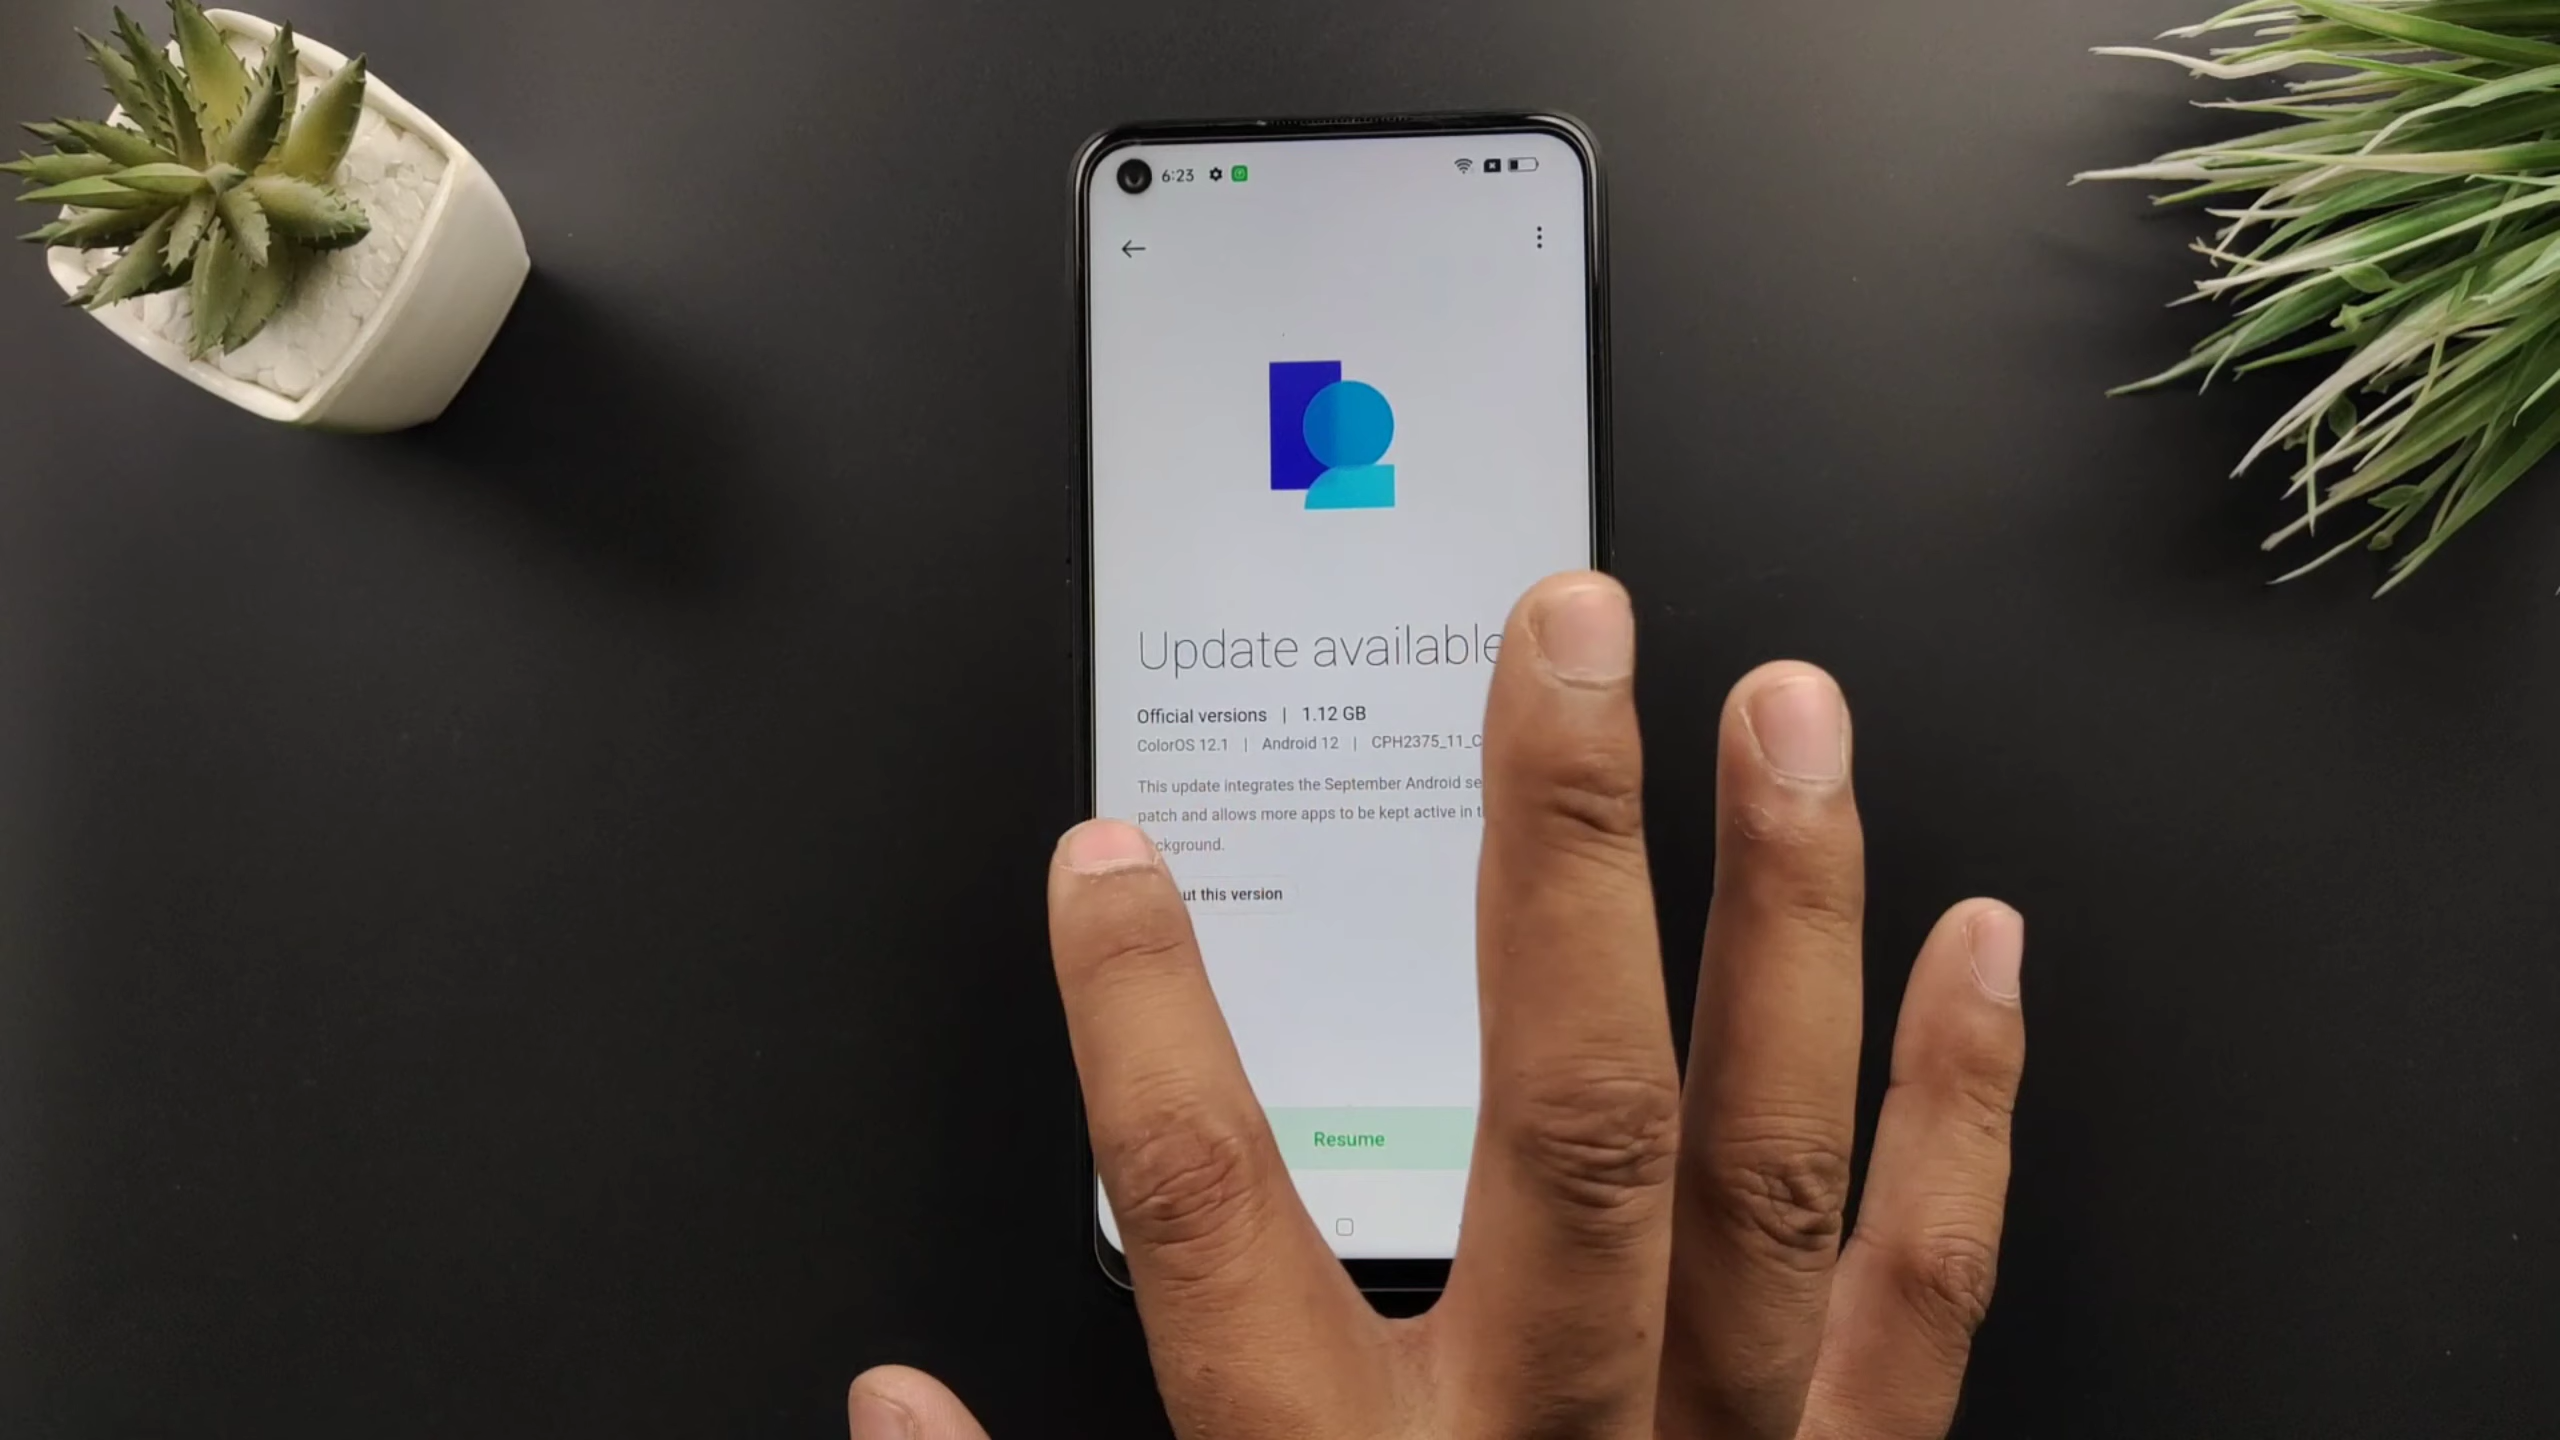 6:23
Update available
Official versions | 1.12 GB
ColorOS 12.1 | Android 12 | CPH2375_11_C
This update integrates the September Android se
patch and allows more apps to be kept active in t
ckground.
ut this version
Resume